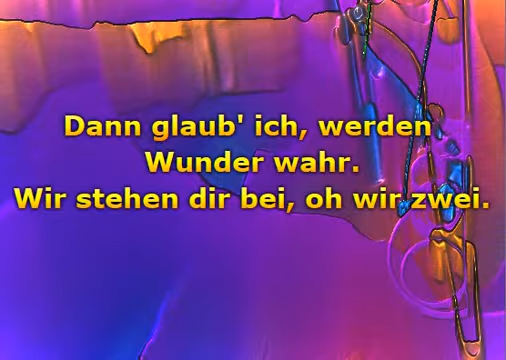 Dann glaub' ich, werden
Wunder wahr.
Wir stehen dir bei, oh wir zwei.